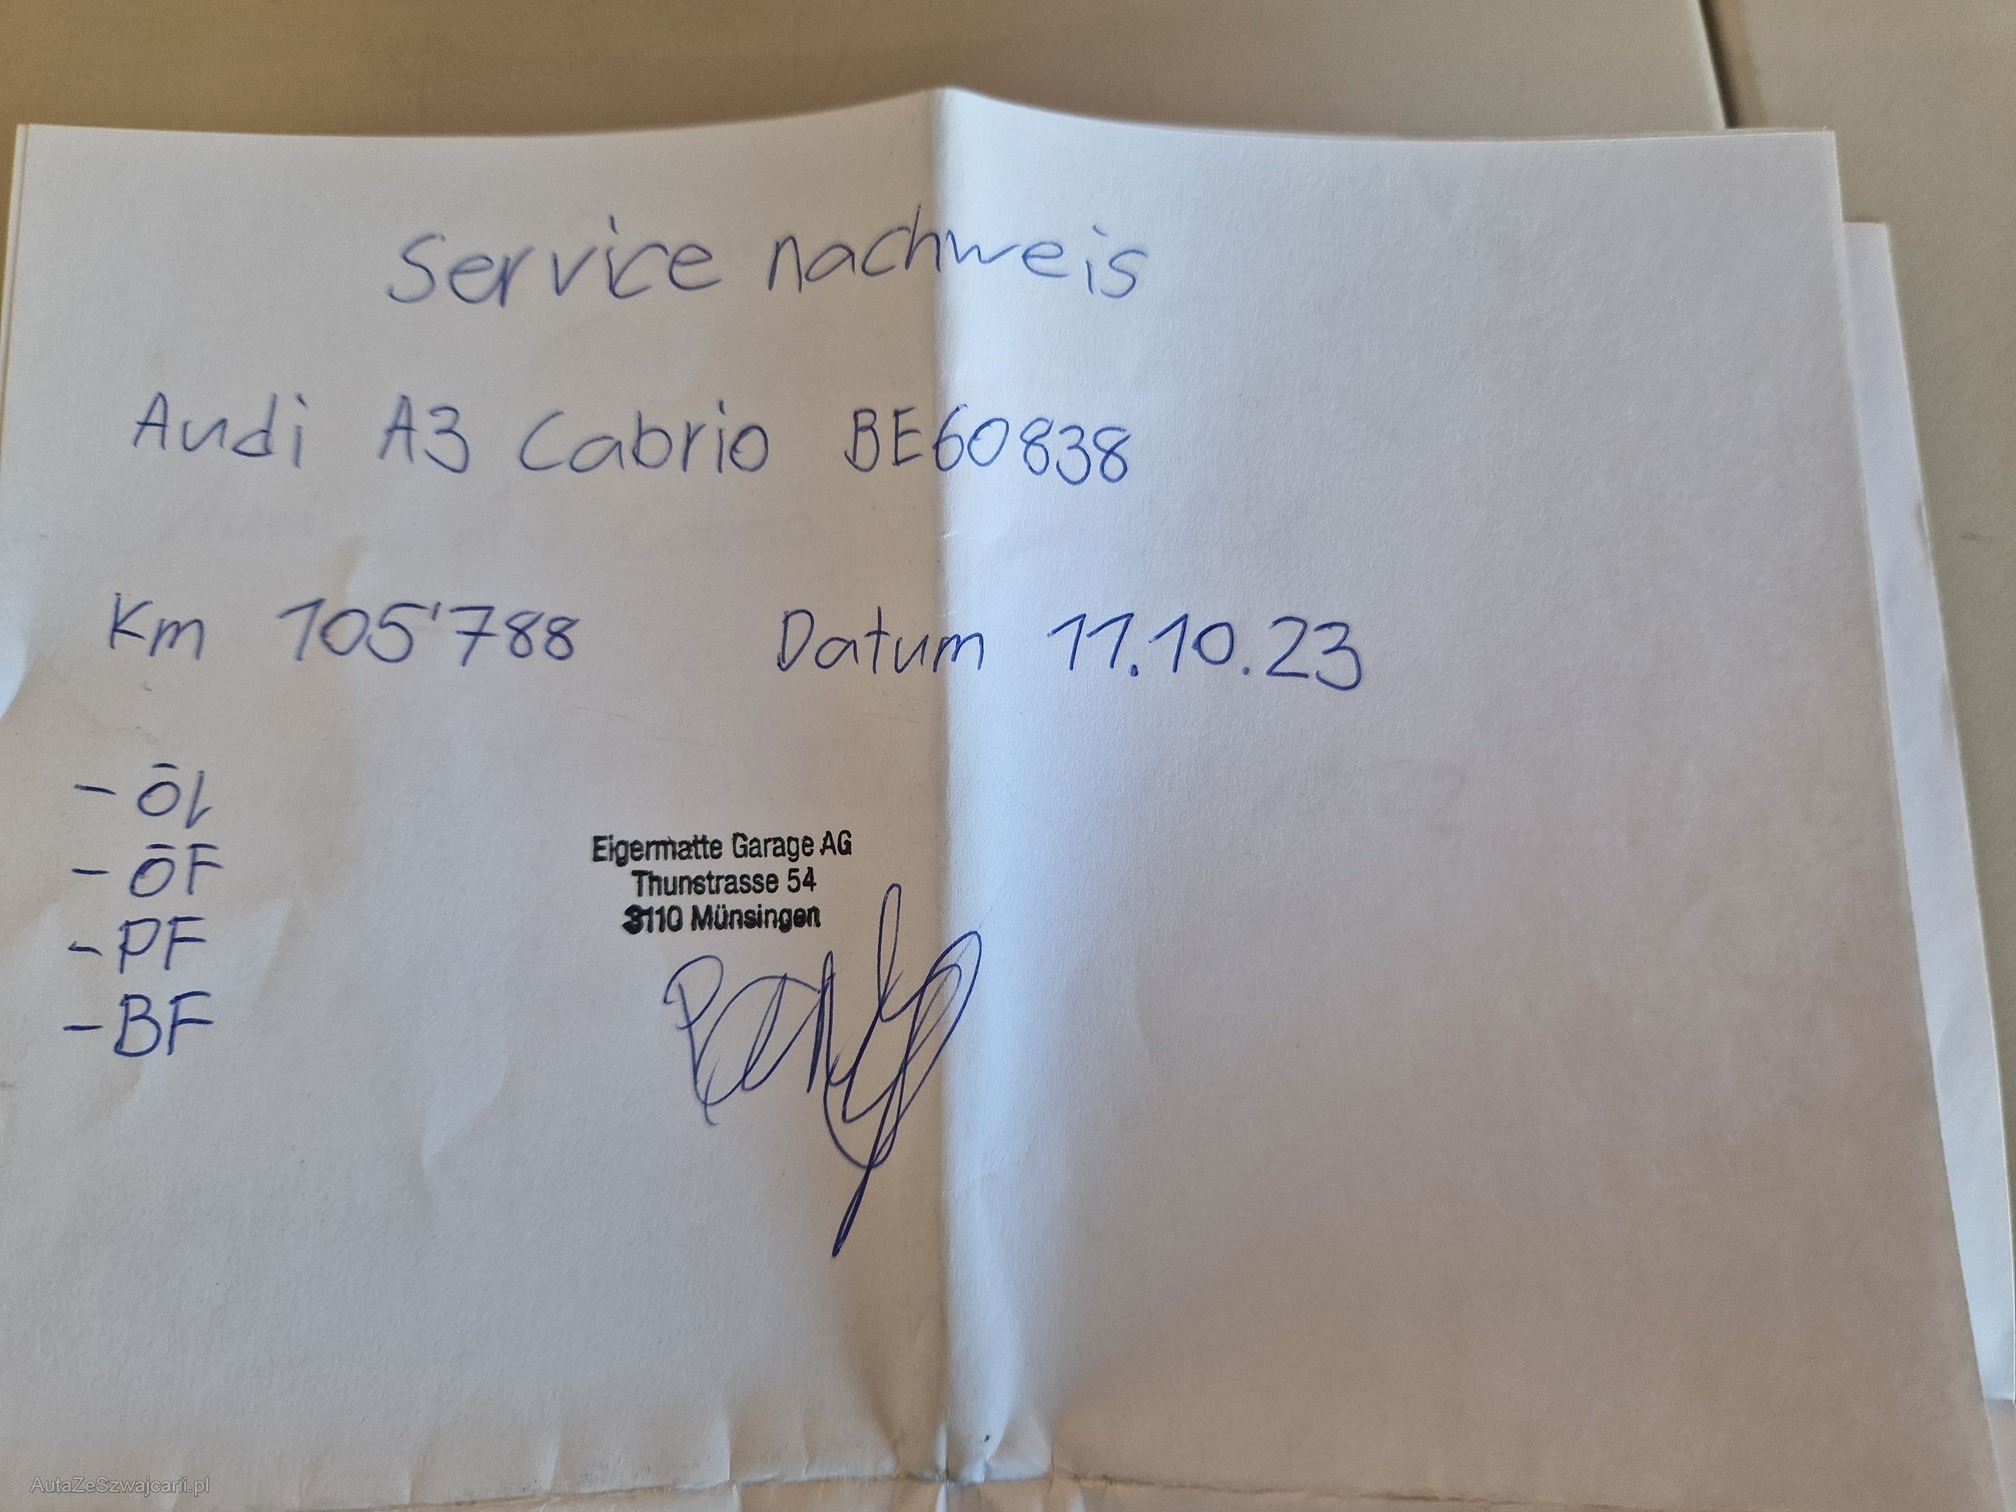 Service nachweis
Audi A3 Cabrio BE60838
Km 105'788 Datum 11.10.23
- Öl
- ÖF
- PF
- BF
Eigermatte Garage AG
Thunstrasse 54
3110 Münsingen
AutaZeSzwajcarii.pl